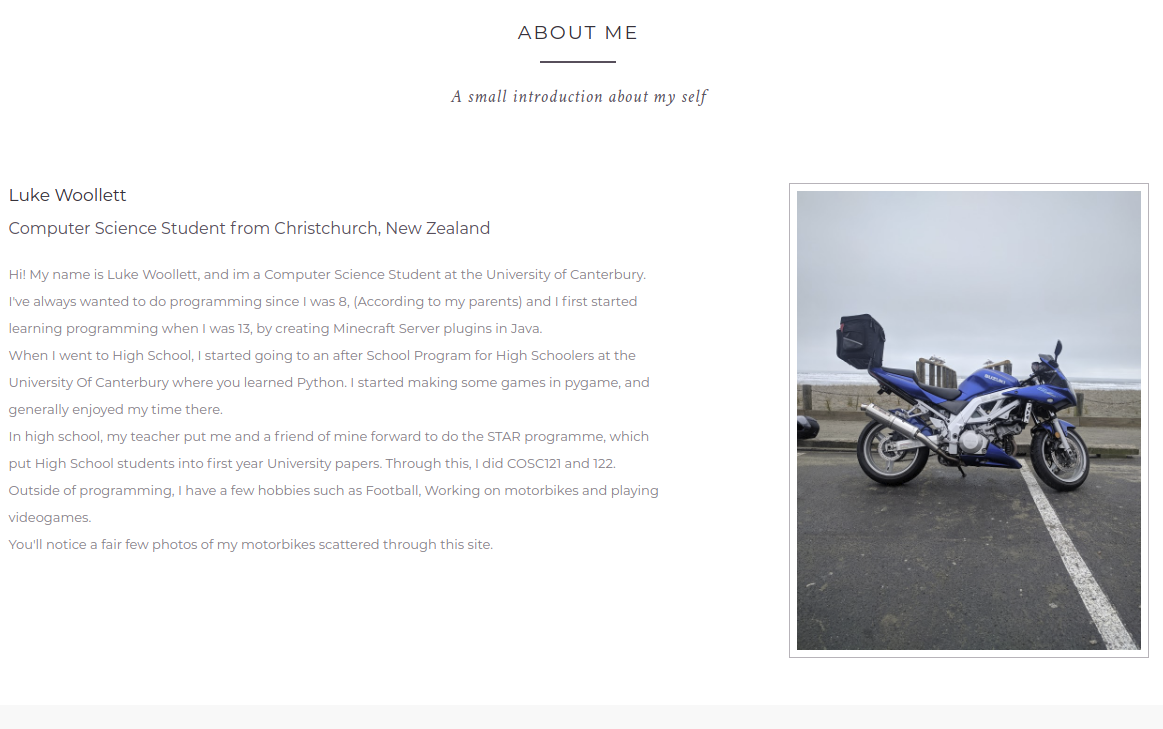 ABOUT ME
A small introduction about my self
Luke Woollett
Computer Science Student from Christchurch, New Zealand
Hi! My name is Luke Woollett, and im a Computer Science Student at the University of Canterbury.
I've always wanted to do programming since I was 8, (According to my parents) and I first started
learning programming when I was 13, by creating Minecraft Server plugins in Java.
When I went to High School, I started going to an after School Program for High Schoolers at the
University Of Canterbury where you learned Python. I started making some games in pygame, and
generally enjoyed my time there.
In high school, my teacher put me and a friend of mine forward to do the STAR programme, which
put High School students into first year University papers. Through this, I did COSC121 and 122.
Outside of programming, I have a few hobbies such as Football, Working on motorbikes and playing
videogames.
You'll notice a fair few photos of my motorbikes scattered through this site.
SUZUKI